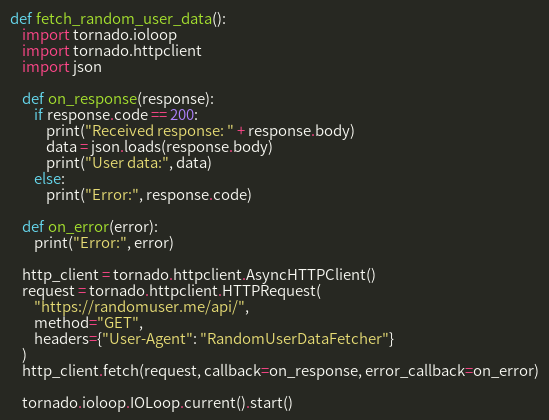 def fetch_random_user_data():
    import tornado.ioloop
    import tornado.httpclient
    import json

    def on_response(response):
        if response.code == 200:
            print("Received response: " + response.body)
            data = json.loads(response.body)
            print("User data:", data)
        else:
            print("Error:", response.code)

    def on_error(error):
        print("Error:", error)

    http_client = tornado.httpclient.AsyncHTTPClient()
    request = tornado.httpclient.HTTPRequest(
        "https://randomuser.me/api/",
        method="GET",
        headers={"User-Agent": "RandomUserDataFetcher"}
    )
    http_client.fetch(request, callback=on_response, error_callback=on_error)

    tornado.ioloop.IOLoop.current().start()